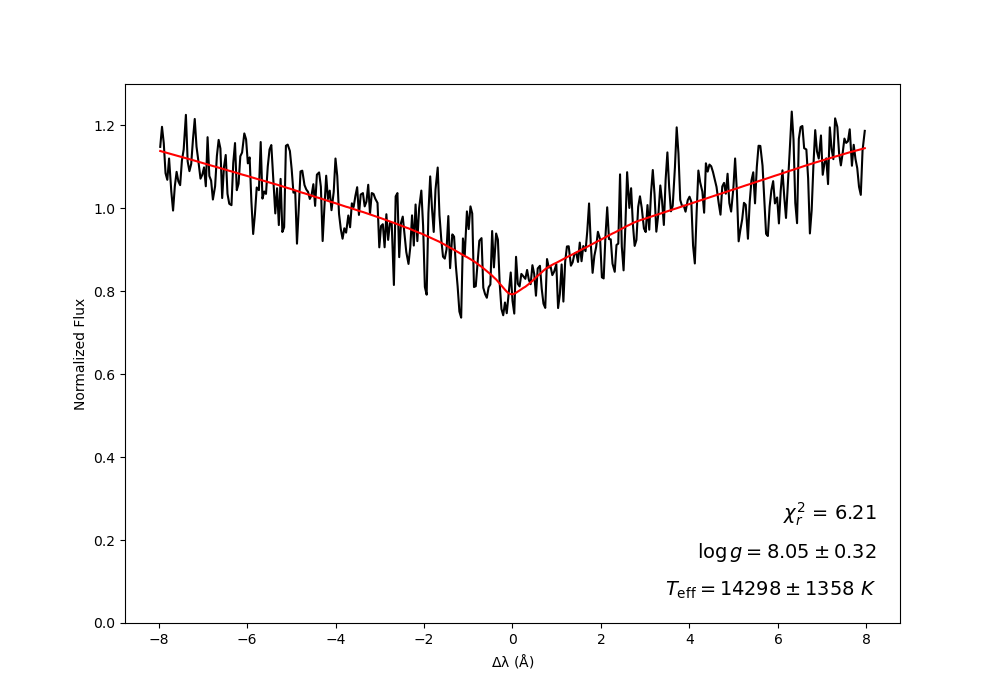 1.2
1.0
0.8
0.6
0.4
0.2
0.0
Normalized Flux
χ²ᵣ = 6.21
log g = 8.05 ± 0.32
T_eff = 14298 ± 1358 K
−8 −6 −4 −2 0 2 4 6 8
Δλ (Å)